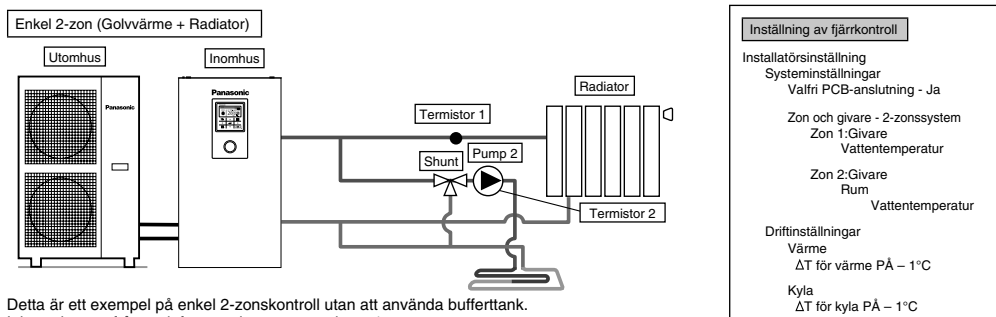 Enkel 2-zon (Golvvärme + Radiator)
Utomhus
Inomhus
Panasonic
Panasonic
Radiator
Termistor 1
Shunt
Pump 2
Termistor 2
Detta är ett exempel på enkel 2-zonskontroll utan att använda bufferttank.
Inställning av fjärrkontroll
Installatörsinställning
Systeminställningar
Valfri PCB-anslutning - Ja
Zon och givare - 2-zonssystem
Zon 1:Givare
Vattentemperatur
Zon 2:Givare
Rum
Vattentemperatur
Driftinställningar
Värme
ΔT för värme PÅ – 1°C
Kyla
ΔT för kyla PÅ – 1°C